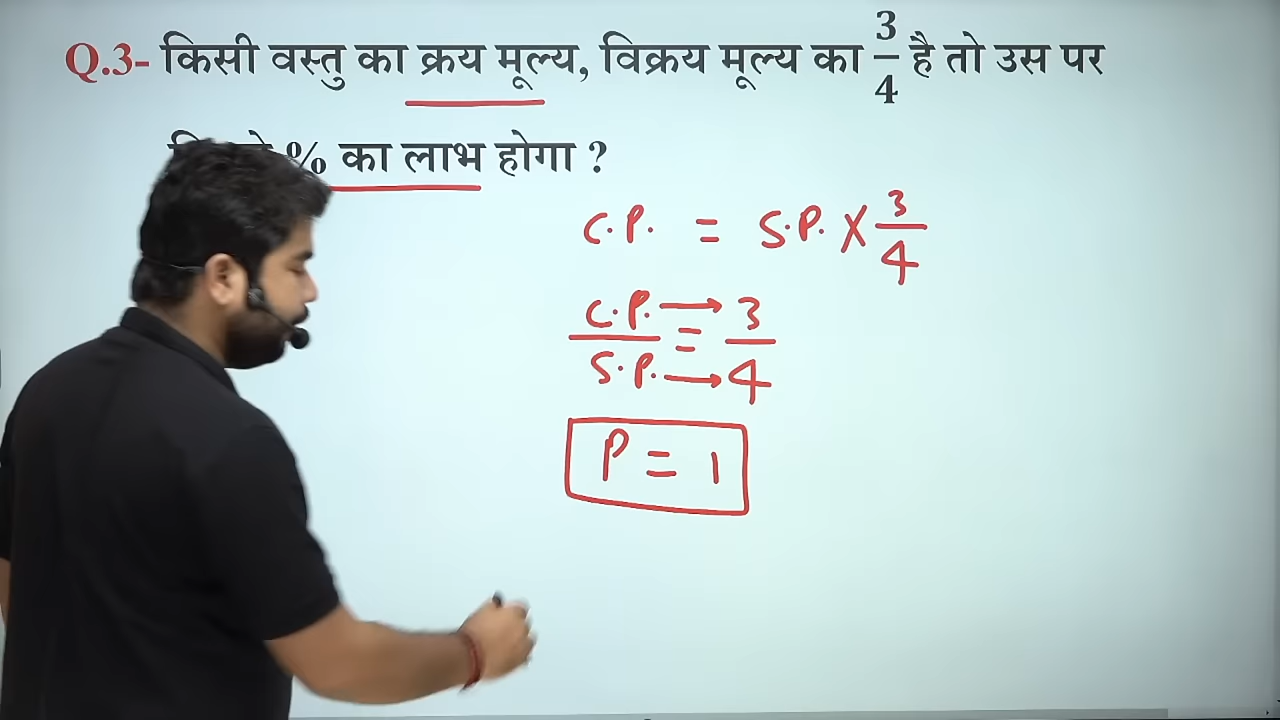 Q.3- किसी वस्तु का क्रय मूल्य, विक्रय मूल्य का 3/4 है तो उस पर
% का लाभ होगा ?
C.P. = S.P. X 3/4
C.P. → 3
=
S.P. → 4
P = 1